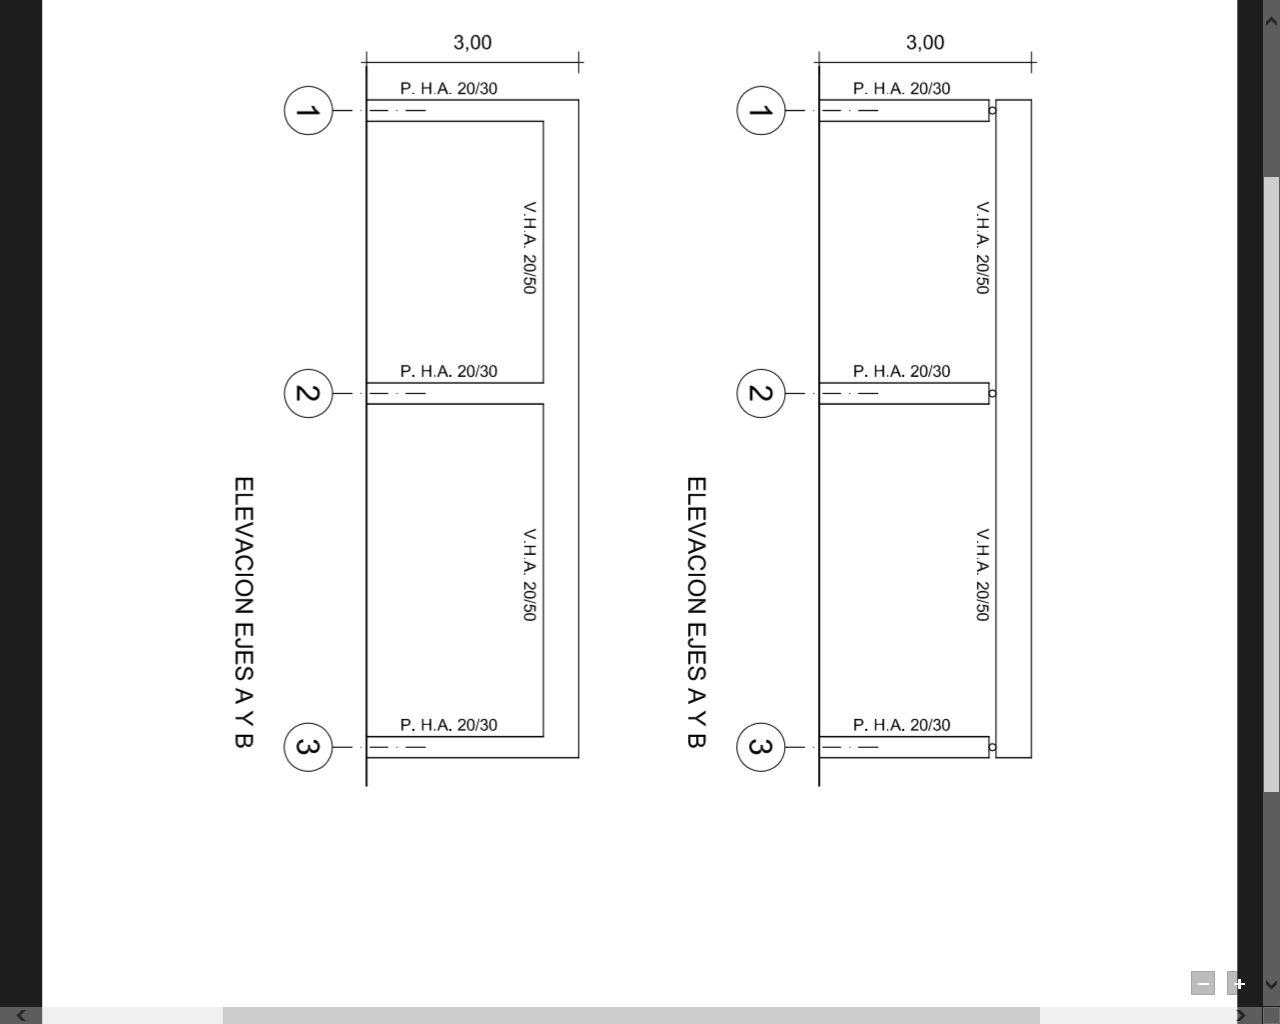 3,00
P. H.A. 20/30
1
V.H.A. 20/50
P. H.A. 20/30
2
V.H.A. 20/50
P. H.A. 20/30
3
ELEVACION EJES A Y B
3,00
P. H.A. 20/30
1
V.H.A. 20/50
P. H.A. 20/30
2
V.H.A. 20/50
P. H.A. 20/30
3
ELEVACION EJES A Y B